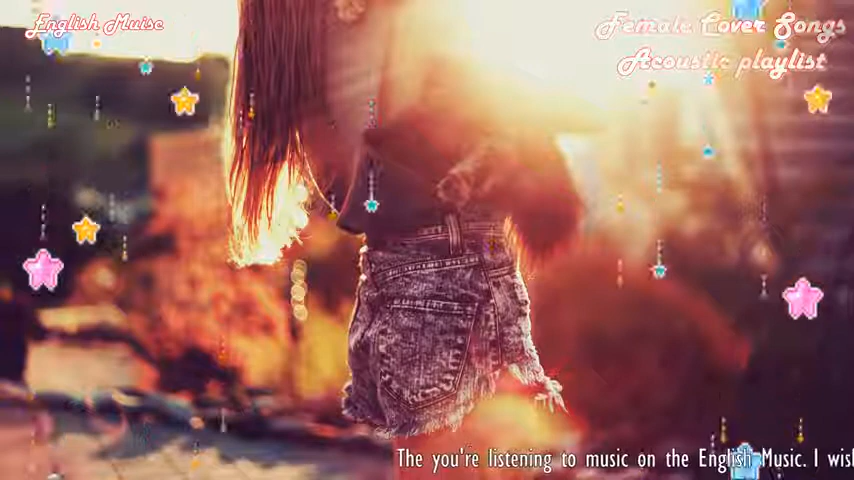 English Muisc
Female Cover Songs
Acoustic playlist
The you're listening to music on the English Music. I wis